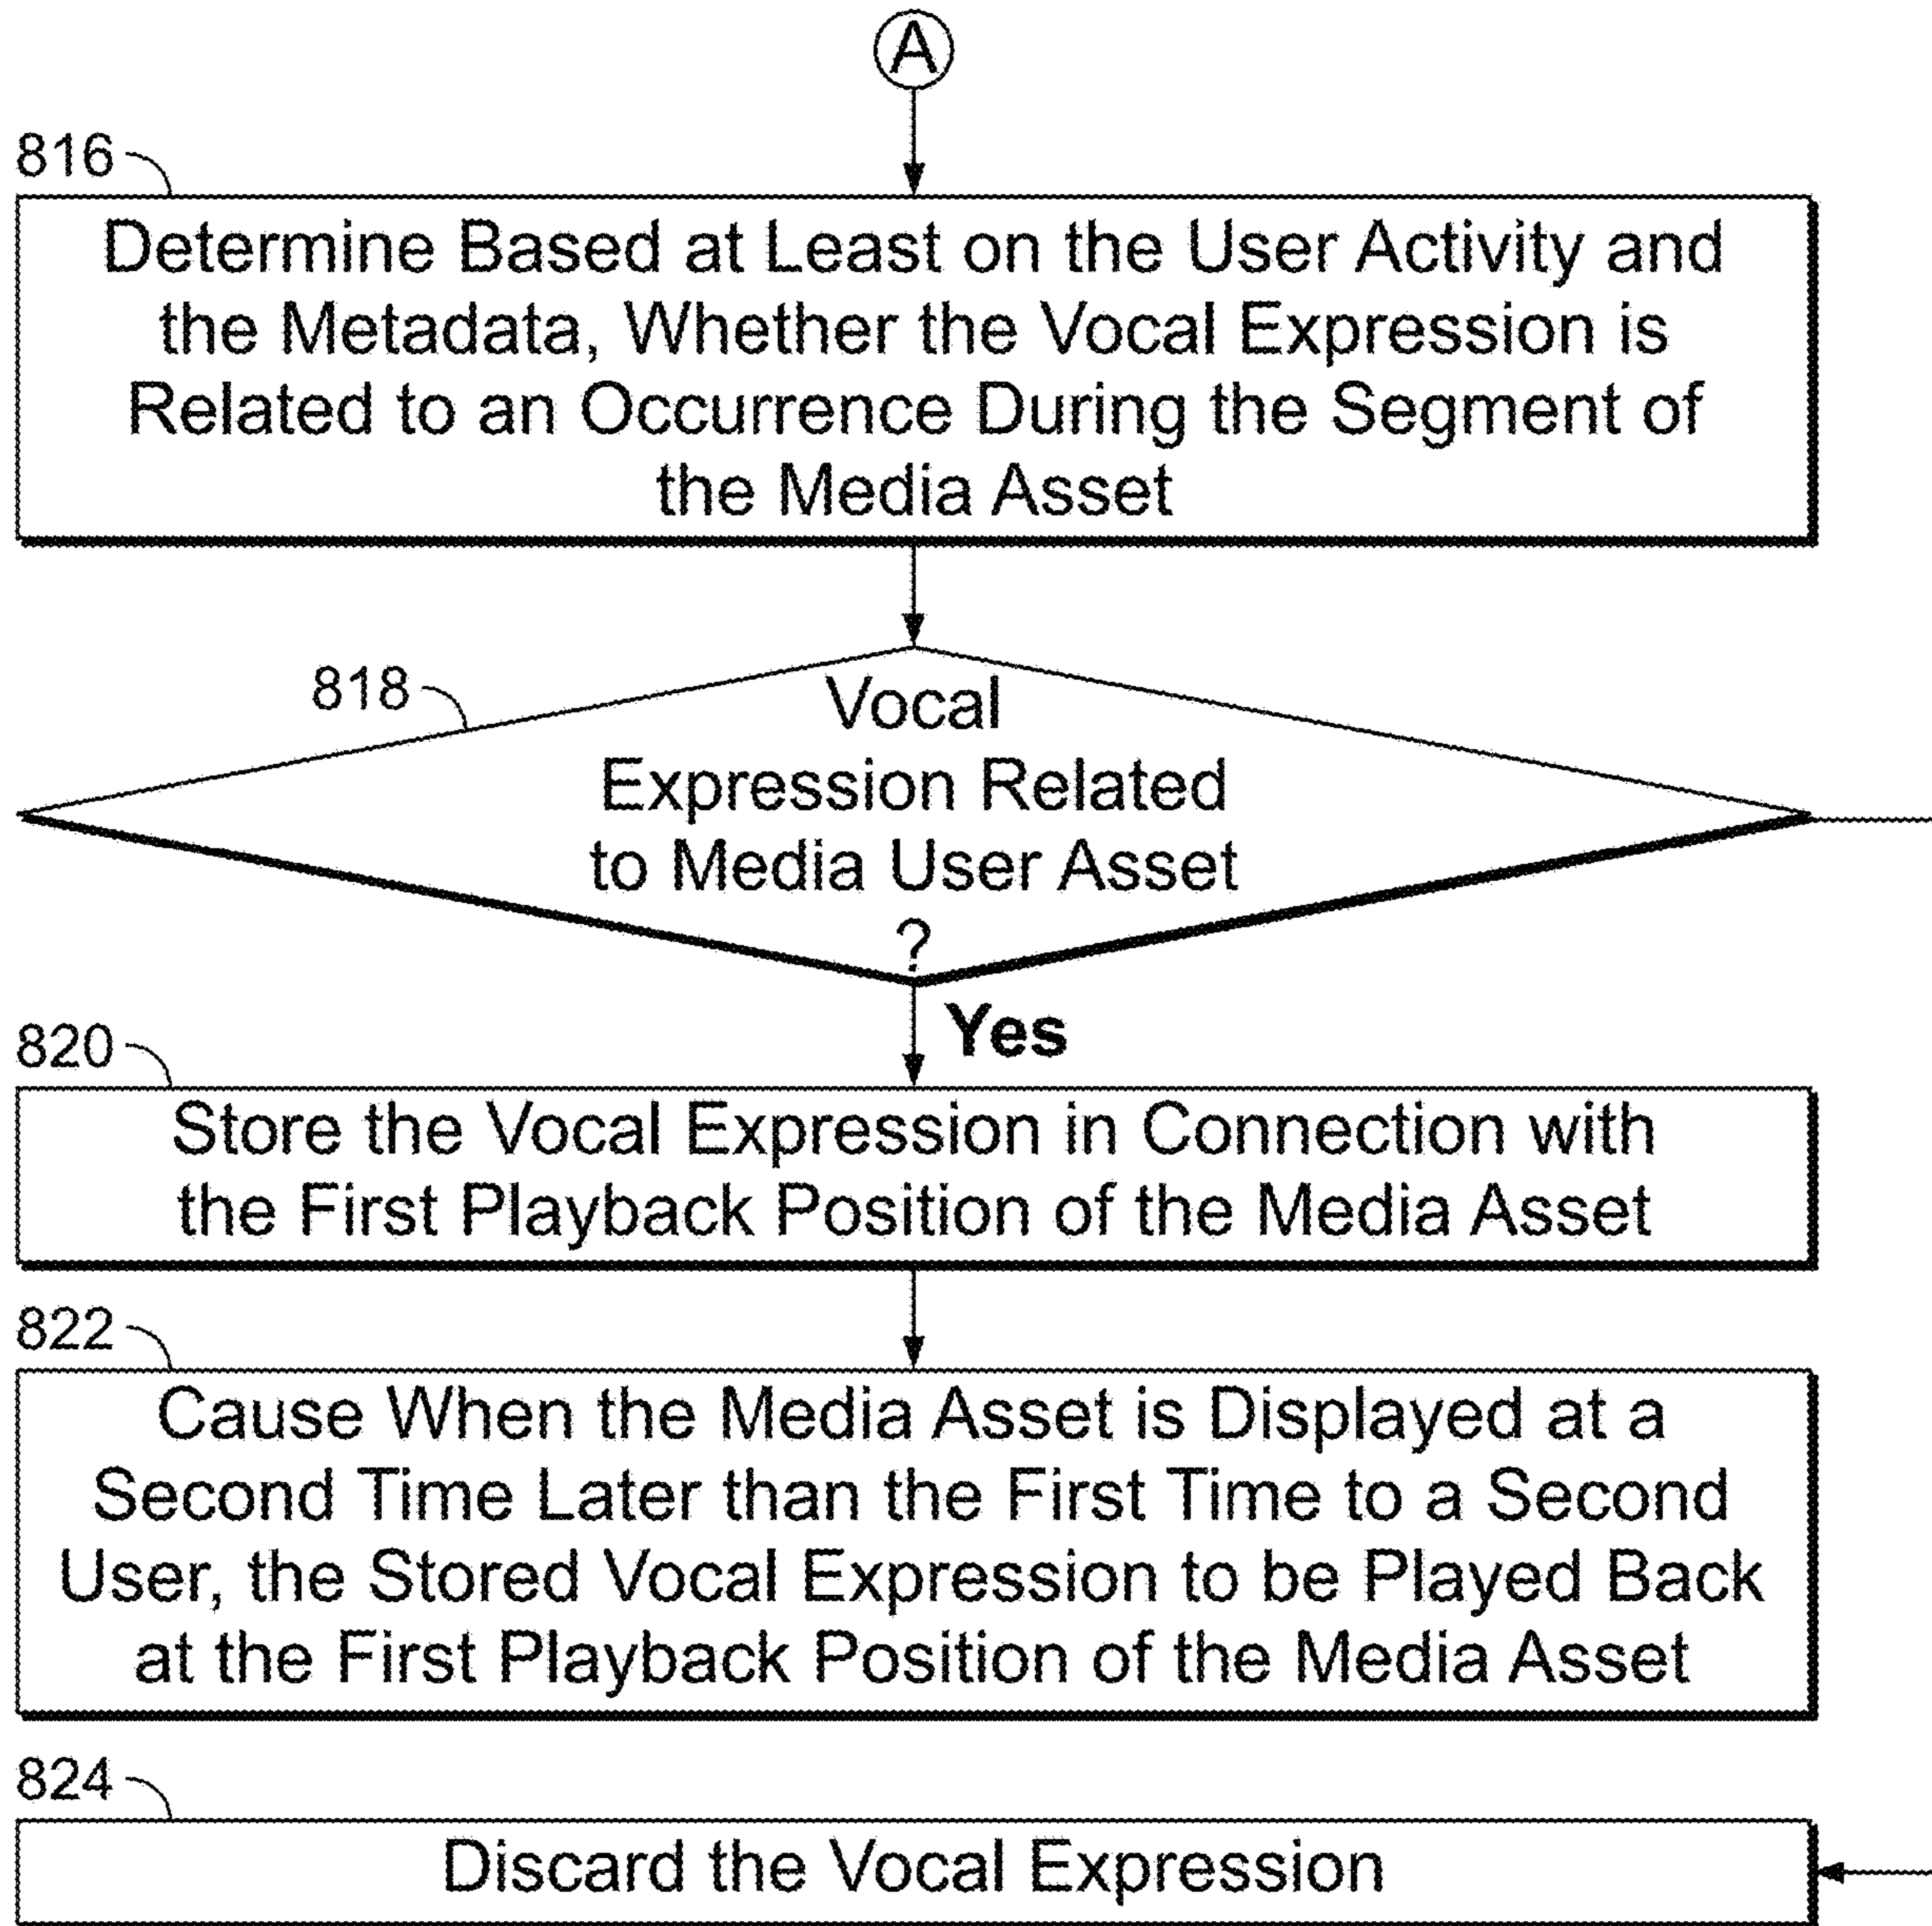 A
816
Determine Based at Least on the User Activity and
the Metadata, Whether the Vocal Expression is
Related to an Occurrence During the Segment of
the Media Asset
818
Vocal
Expression Related
to Media User Asset
?
Yes
820
Store the Vocal Expression in Connection with
the First Playback Position of the Media Asset
822
Cause When the Media Asset is Displayed at a
Second Time Later than the First Time to a Second
User, the Stored Vocal Expression to be Played Back
at the First Playback Position of the Media Asset
824
Discard the Vocal Expression